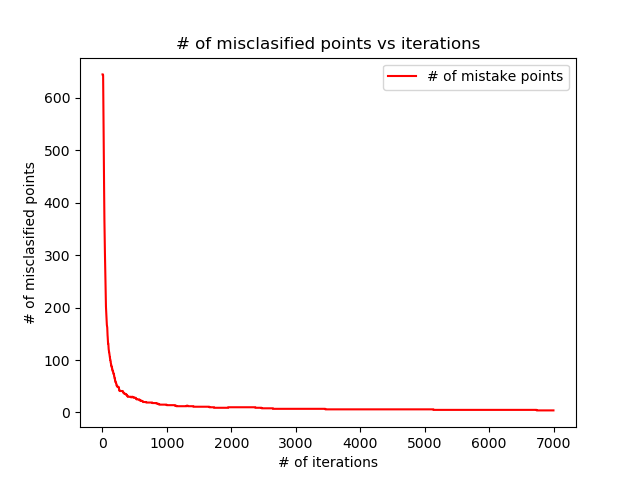 # of misclasified points vs iterations
# of mistake points
# of misclasified points
600
500
400
300
200
100
0
0 1000 2000 3000 4000 5000 6000 7000
# of iterations